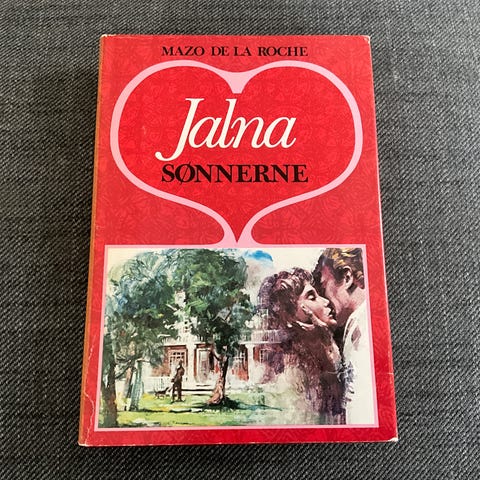 MAZO DE LA ROCHE
Jalna
SØNNERNE